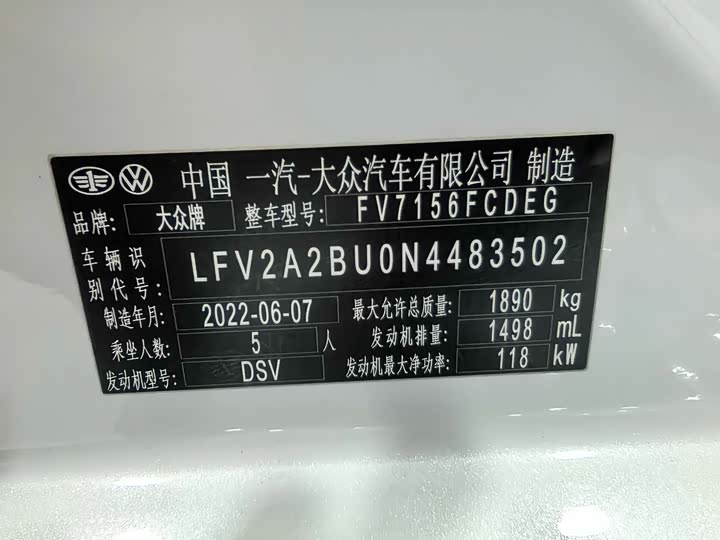 中国 一汽-大众汽车有限公司 制造
品牌: 大众牌 整车型号: FV7156FCDEG
车辆识别代号: LFV2A2BU0N4483502
制造年月: 2022-06-07 最大允许总质量: 1890 kg
乘坐人数: 5 人 发动机排量: 1498 mL
发动机型号: DSV 发动机最大净功率: 118 kW